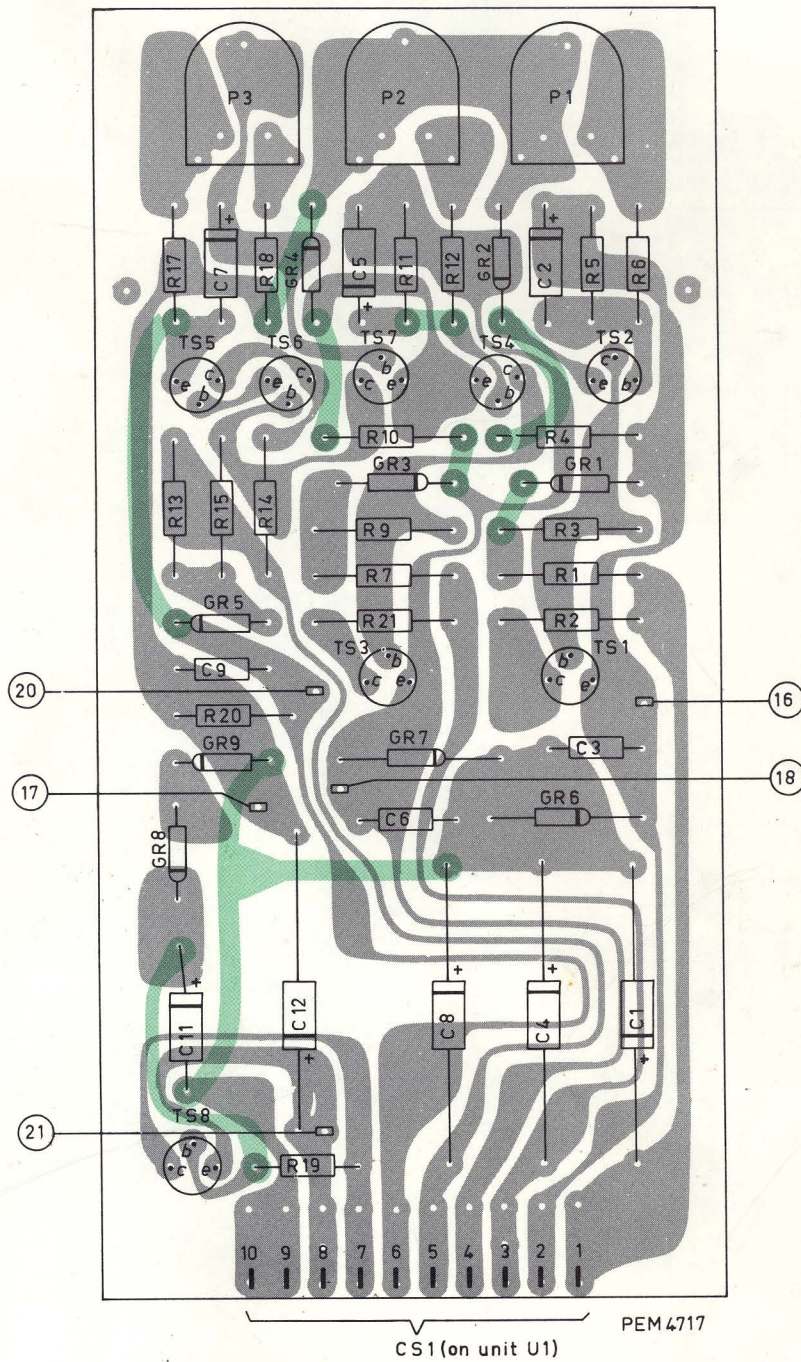 P3 P2 P1
R17 C7 R18 GR4 C5 R11 R12 GR2 C2 R5 R6
+ + +
TS5 TS6 TS7 TS4 TS2
e c b e c b c b e e c b c e b
R10 R4
GR3 GR1
R13 R15 R14 R9 R3
R7 R1
GR5 R21 R2
TS3 TS1
b c e b c e
C9
20 16
R20
GR9 GR7 C3
17 18
GR8 C6 GR6
+ + +
C11 C12 C8 C4 C1
+ +
TS8
21
b c e
R19
10 9 8 7 6 5 4 3 2 1
CS1 (on unit U1)
PEM 4717